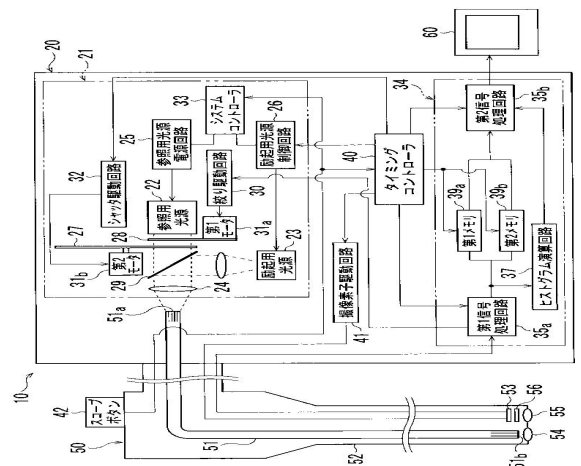 10
20
21
60
27
32
シャッタ駆動回路
25
参照用光源
電源回路
33
システム
コントローラ
26
励起用光源
制御回路
22
参照用光源
28
絞り駆動回路
30
第1
モータ
31a
第2
モータ
31b
29
24
励起用光源
23
51a
34
40
タイミング
コントローラ
撮像素子駆動回路
41
第1信号
処理回路
35a
第1メモリ
39a
第2メモリ
39b
ヒストグラム演算回路
37
第2信号
処理回路
35b
42
スコープ
ボタン
50
51
52
53
56
55
54
51b